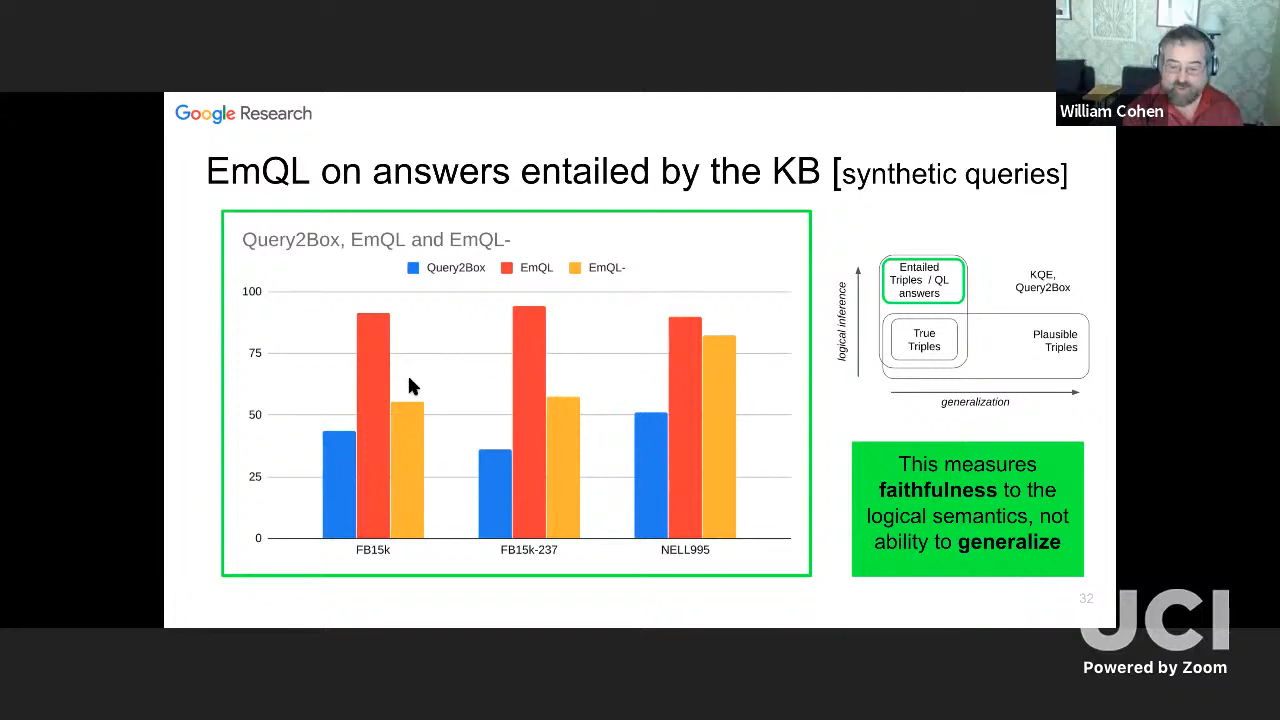 Google Research
William Cohen
EmQL on answers entailed by the KB [synthetic queries]
Query2Box, EmQL and EmQL-
Query2Box EmQL EmQL-
100
75
50
25
0
FB15k FB15k-237 NELL995
logical inference
Entailed
Triples / QL
answers
KQE,
Query2Box
True
Triples
Plausible
Triples
generalization
This measures
faithfulness to the
logical semantics, not
ability to generalize
32
UCI
Powered by Zoom